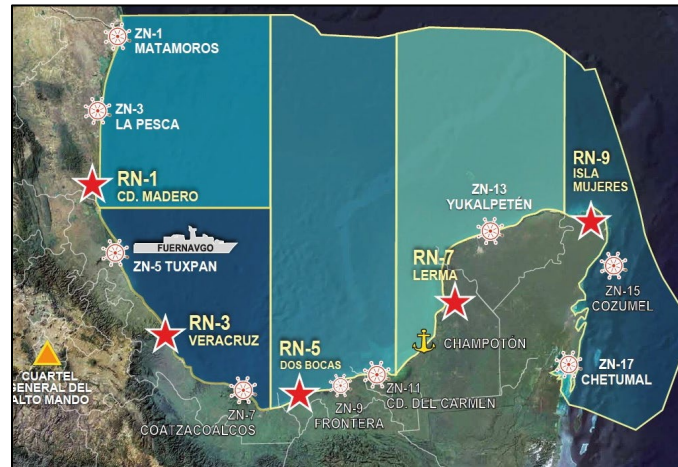 ZN-1
MATAMOROS
ZN-3
LA PESCA
RN-1
CD. MADERO
FUERNAVGO
ZN-5 TUXPAN
RN-3
VERACRUZ
CUARTEL
GENERAL DEL
ALTO MANDO
ZN-7
COATZACOALCOS
RN-5
DOS BOCAS
ZN-9
FRONTERA
ZN-11
CD. DEL CARMEN
CHAMPOTÓN
RN-7
LERMA
ZN-13
YUKALPETÉN
RN-9
ISLA
MUJERES
ZN-15
COZUMEL
ZN-17
CHETUMAL